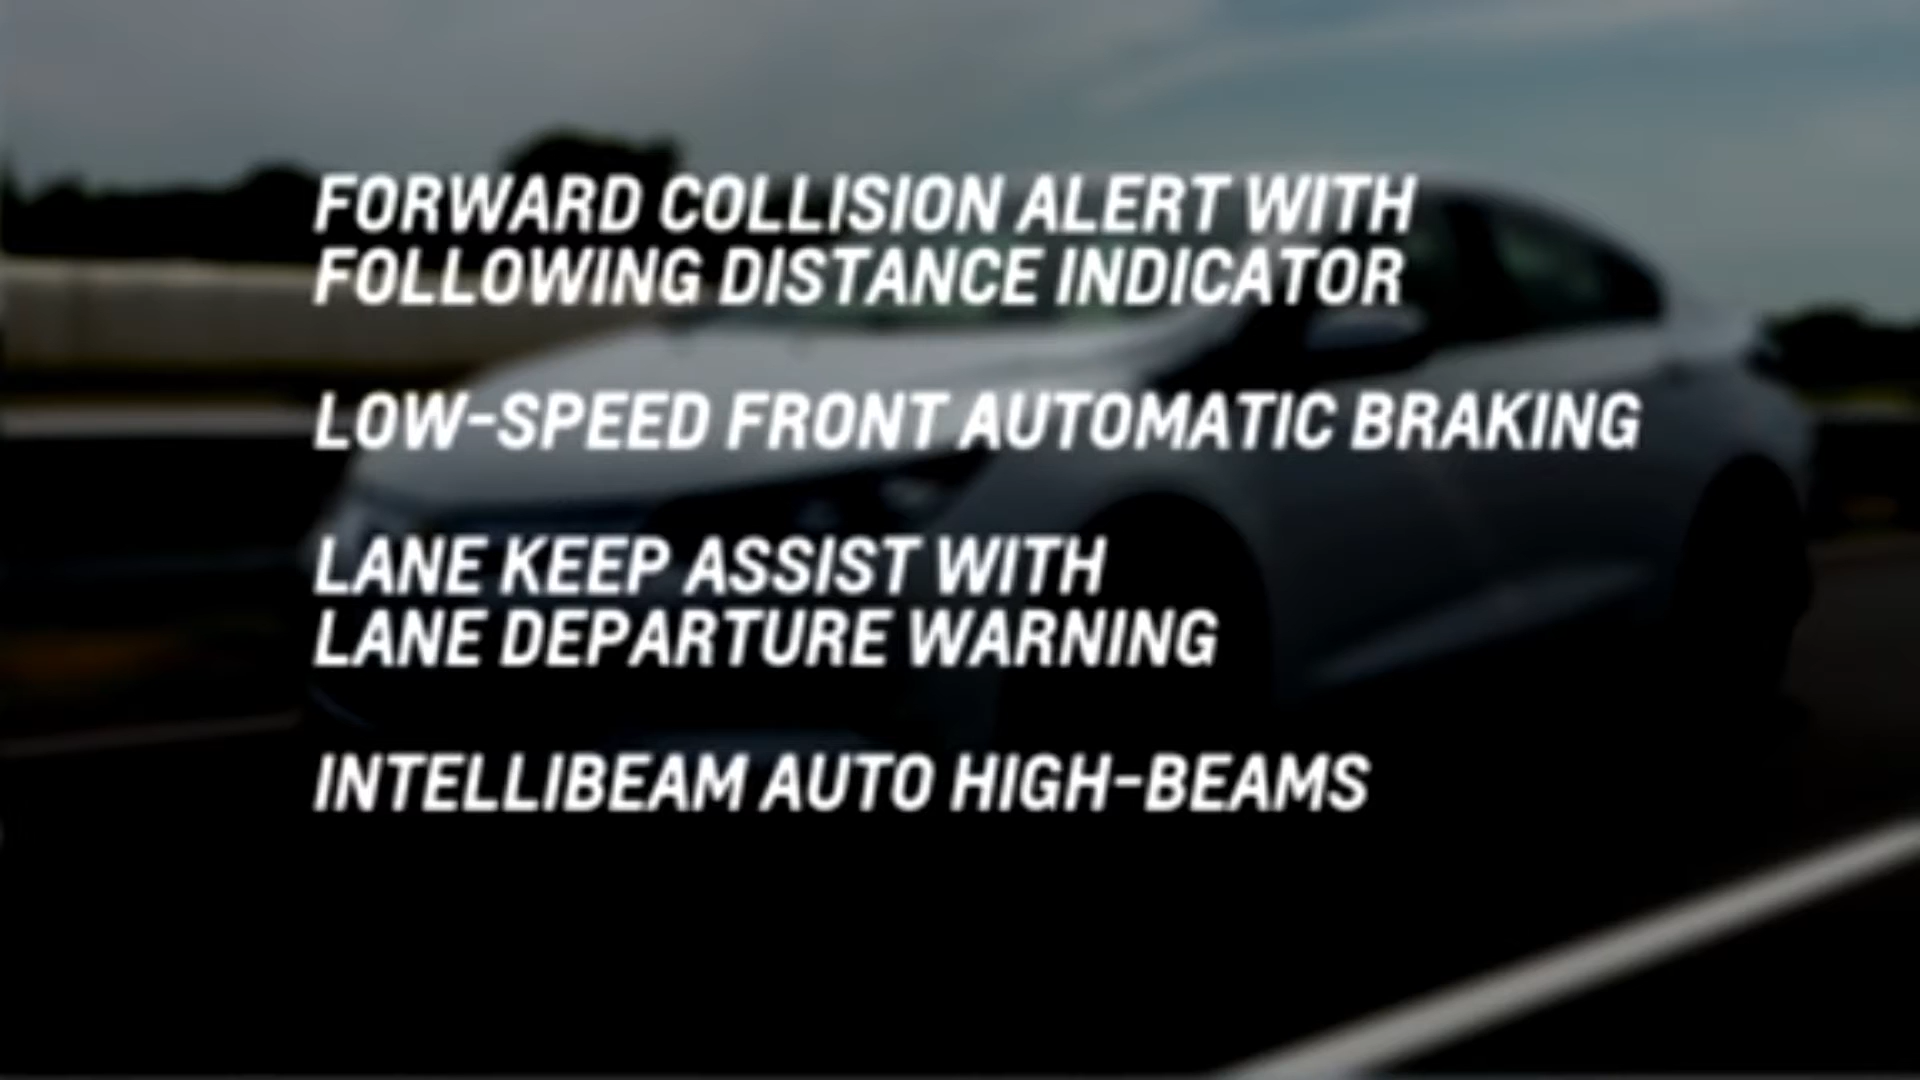 FORWARD COLLISION ALERT WITH
FOLLOWING DISTANCE INDICATOR
LOW-SPEED FRONT AUTOMATIC BRAKING
LANE KEEP ASSIST WITH
LANE DEPARTURE WARNING
INTELLIBEAM AUTO HIGH-BEAMS